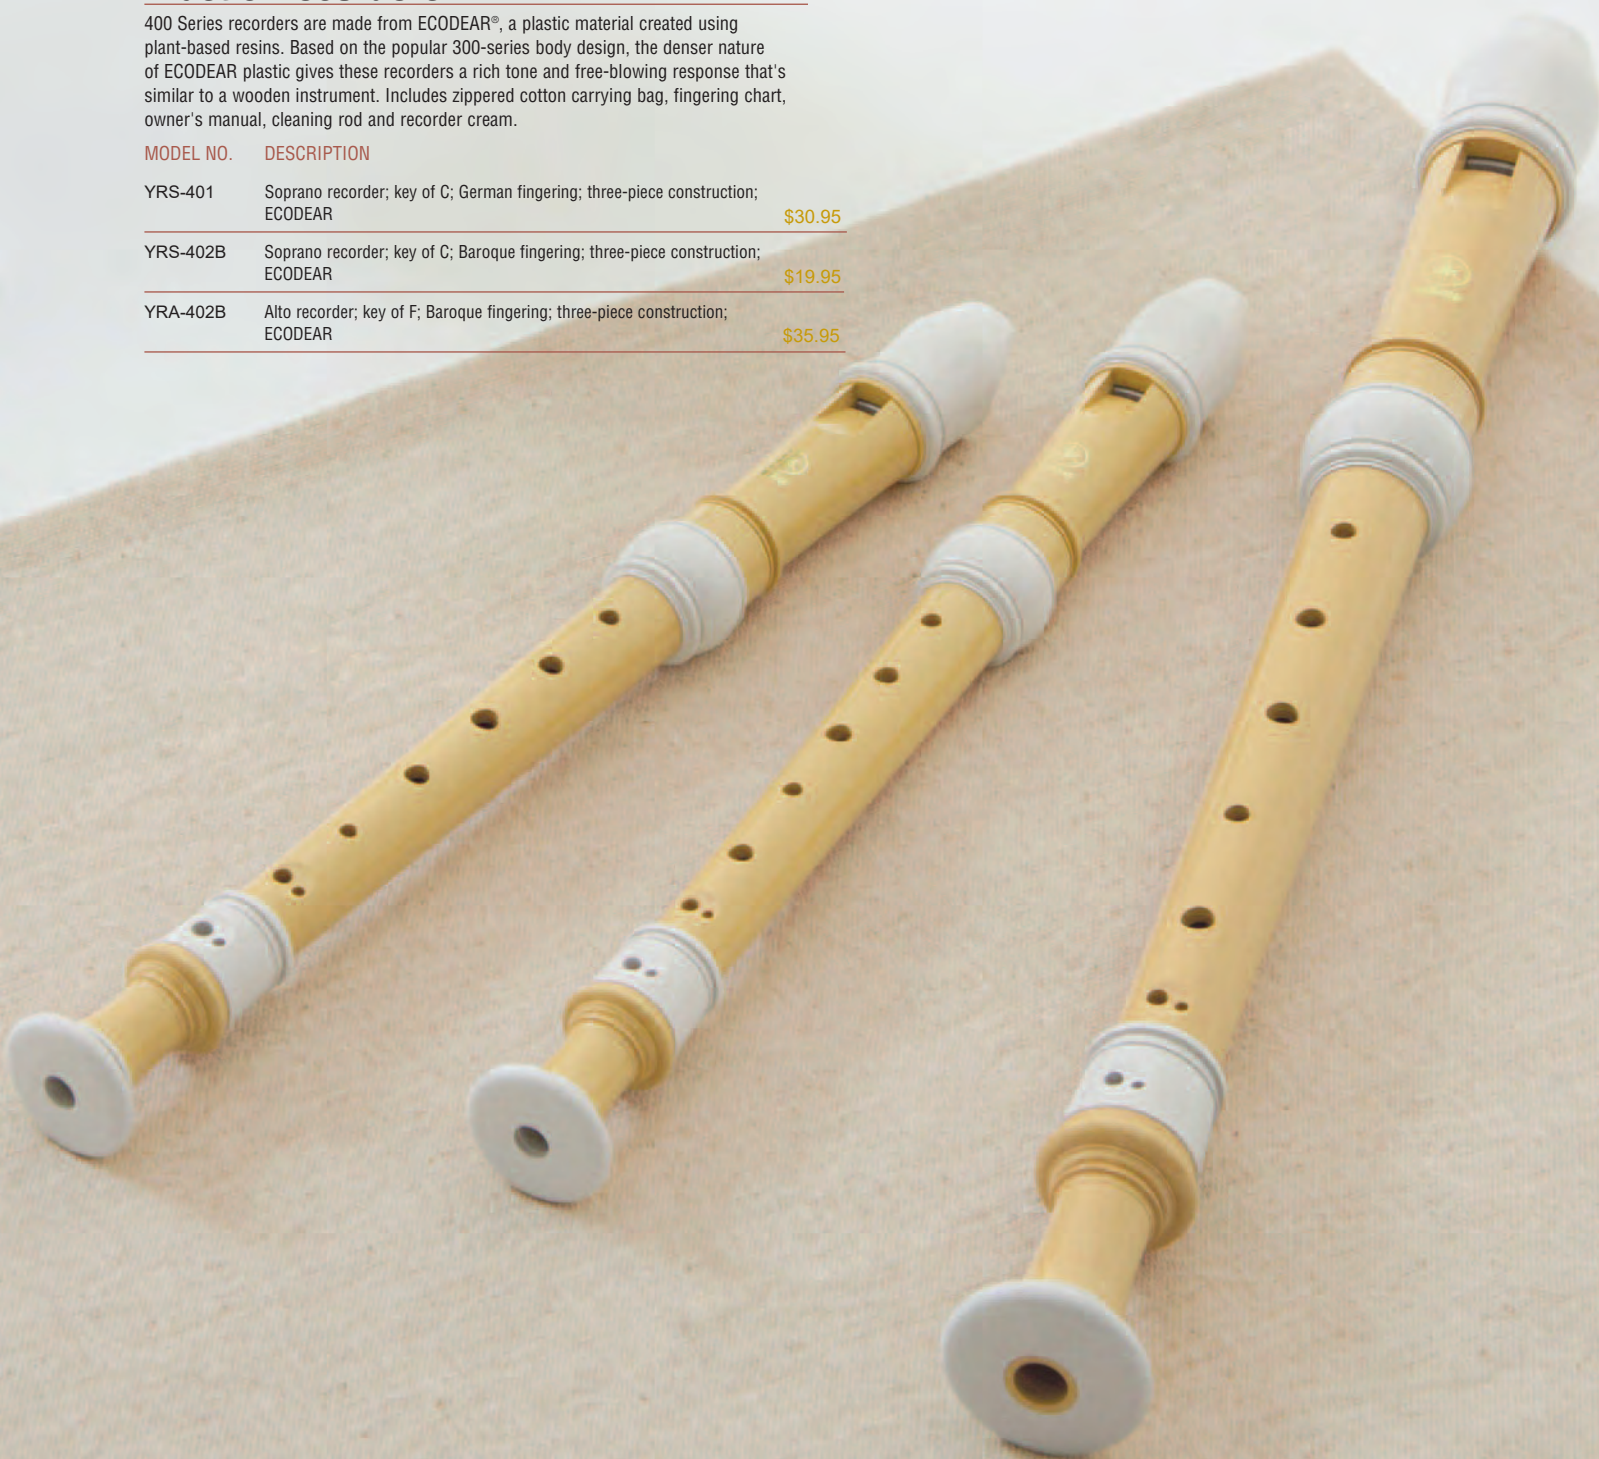 400 Series recorders are made from ECODEAR®, a plastic material created using
plant-based resins. Based on the popular 300-series body design, the denser nature
of ECODEAR plastic gives these recorders a rich tone and free-blowing response that's
similar to a wooden instrument. Includes zippered cotton carrying bag, fingering chart,
owner's manual, cleaning rod and recorder cream.
MODEL NO. DESCRIPTION
YRS-401 Soprano recorder; key of C; German fingering; three-piece construction;
ECODEAR $30.95
YRS-402B Soprano recorder; key of C; Baroque fingering; three-piece construction;
ECODEAR $19.95
YRA-402B Alto recorder; key of F; Baroque fingering; three-piece construction;
ECODEAR $35.95